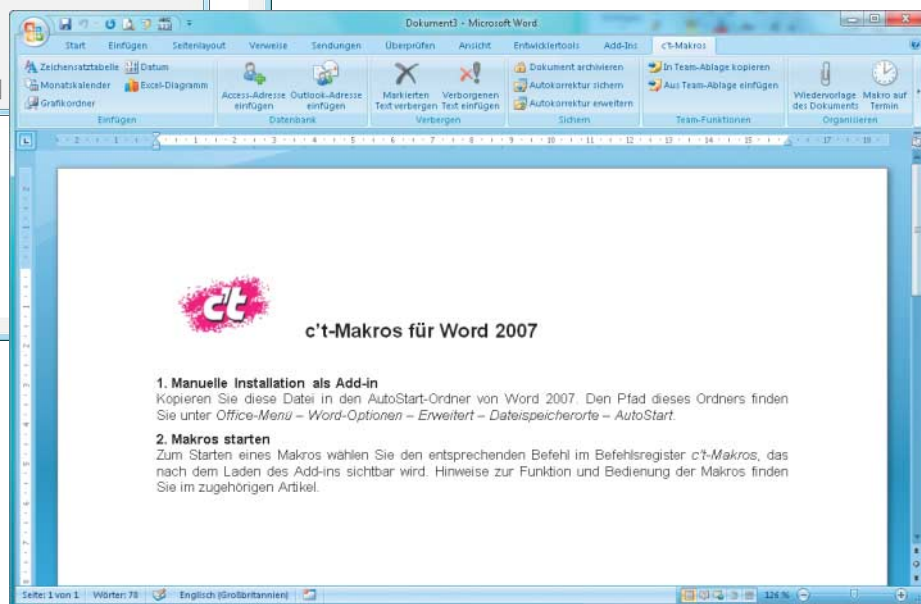 Dokument3 - Microsoft Word
Start Einfügen Seitenlayout Verweise Sendungen Überprüfen Ansicht Entwicklertools Add-Ins c't-Makros
Zeichensatztabelle Datum
Monatskalender Excel-Diagramm
Grafikordner
Access-Adresse einfügen
Outlook-Adresse einfügen
Markierten Text verbergen
Verborgenen Text einfügen
Dokument archivieren
Autokorrektur sichern
Autokorrektur erweitern
In Team-Ablage kopieren
Aus Team-Ablage einfügen
Wiedervorlage des Dokuments
Makro auf Termin
Einfügen Datenbank Verbergen Sichern Team-Funktionen Organisieren
c't
c't-Makros für Word 2007
1. Manuelle Installation als Add-in
Kopieren Sie diese Datei in den AutoStart-Ordner von Word 2007. Den Pfad dieses Ordners finden
Sie unter Office-Menü – Word-Optionen – Erweitert – Dateispeicherorte – AutoStart.
2. Makros starten
Zum Starten eines Makros wählen Sie den entsprechenden Befehl im Befehlsregister c't-Makros, das
nach dem Laden des Add-ins sichtbar wird. Hinweise zur Funktion und Bedienung der Makros finden
Sie im zugehörigen Artikel.
Seite: 1 von 1 Wörter: 78 Englisch (Großbritannien) 126 %